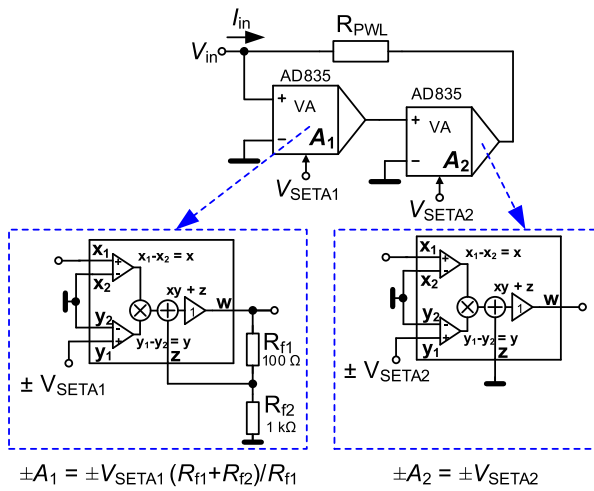 I_in
R_PWL
V_in
AD835
AD835
+
VA
−
A_1
+
VA
−
A_2
V_SETA1
V_SETA2
x_1
x_1-x_2 = x
+
-
x_2
xy + z
w
1
y_2
-
+
y_1-y_2 = y
y_1
z
R_f1
100 Ω
± V_SETA1
R_f2
1 kΩ
x_1
x_1-x_2 = x
+
-
x_2
xy + z
w
1
y_2
-
+
y_1-y_2 = y
y_1
z
± V_SETA2
±A_1 = ±V_SETA1 (R_f1+R_f2)/R_f1
±A_2 = ±V_SETA2